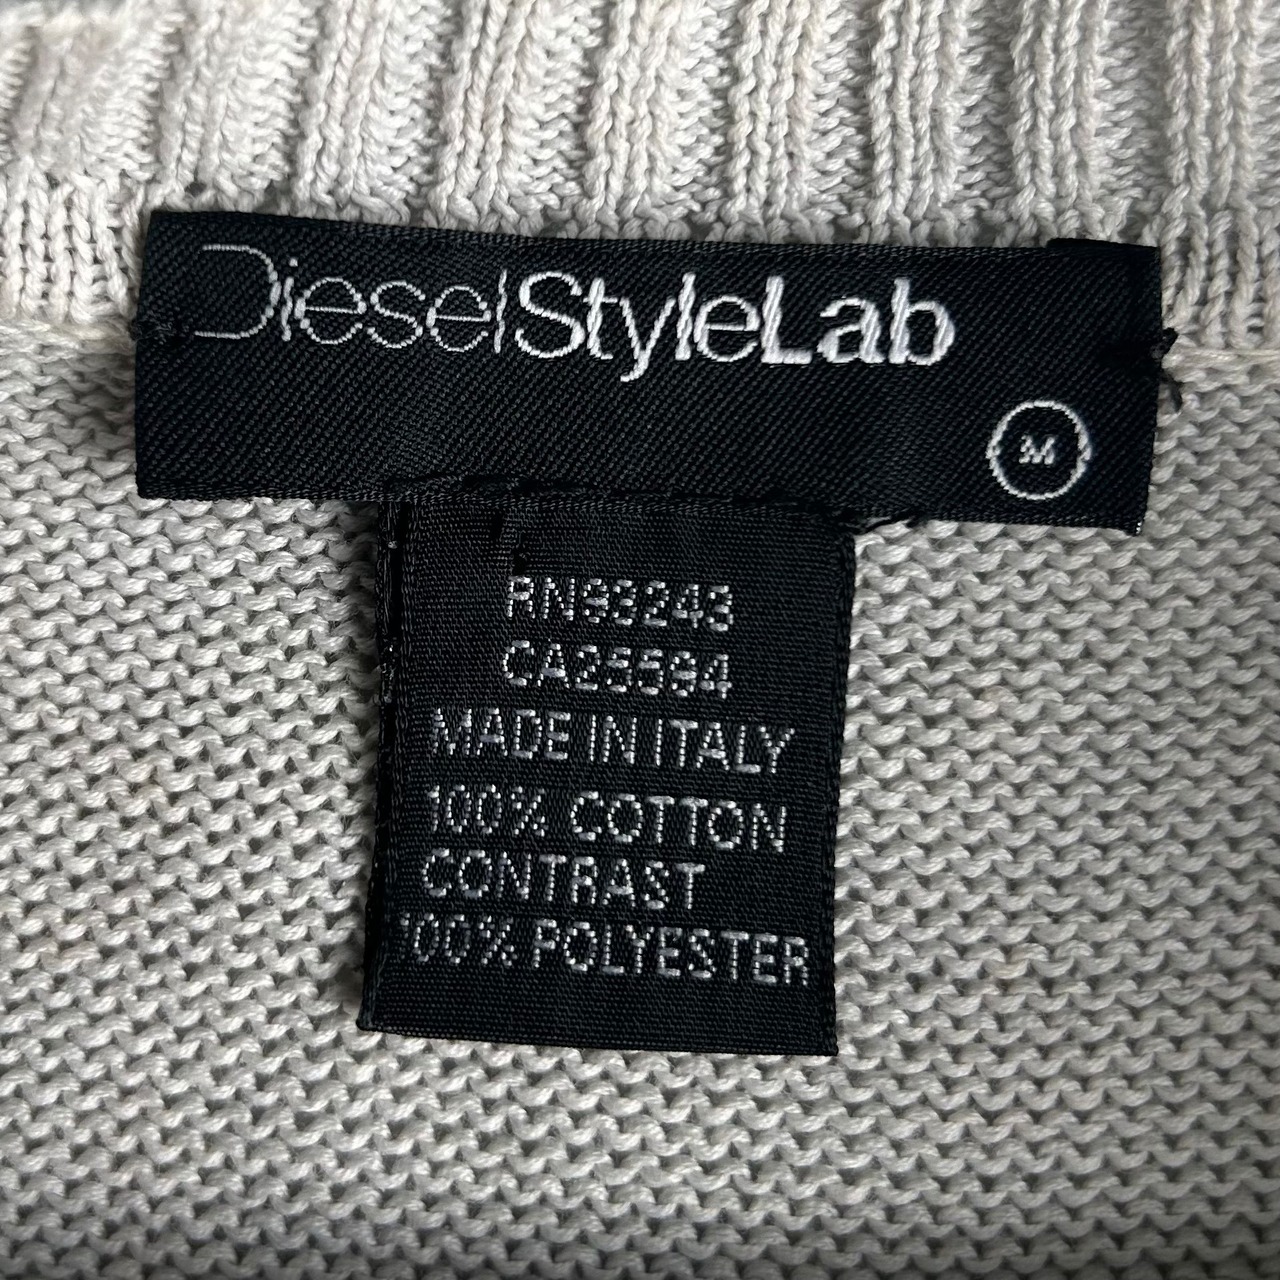 DieselStyleLab
M
RN93243
CA25594
MADE IN ITALY
100% COTTON
CONTRAST
100% POLYESTER